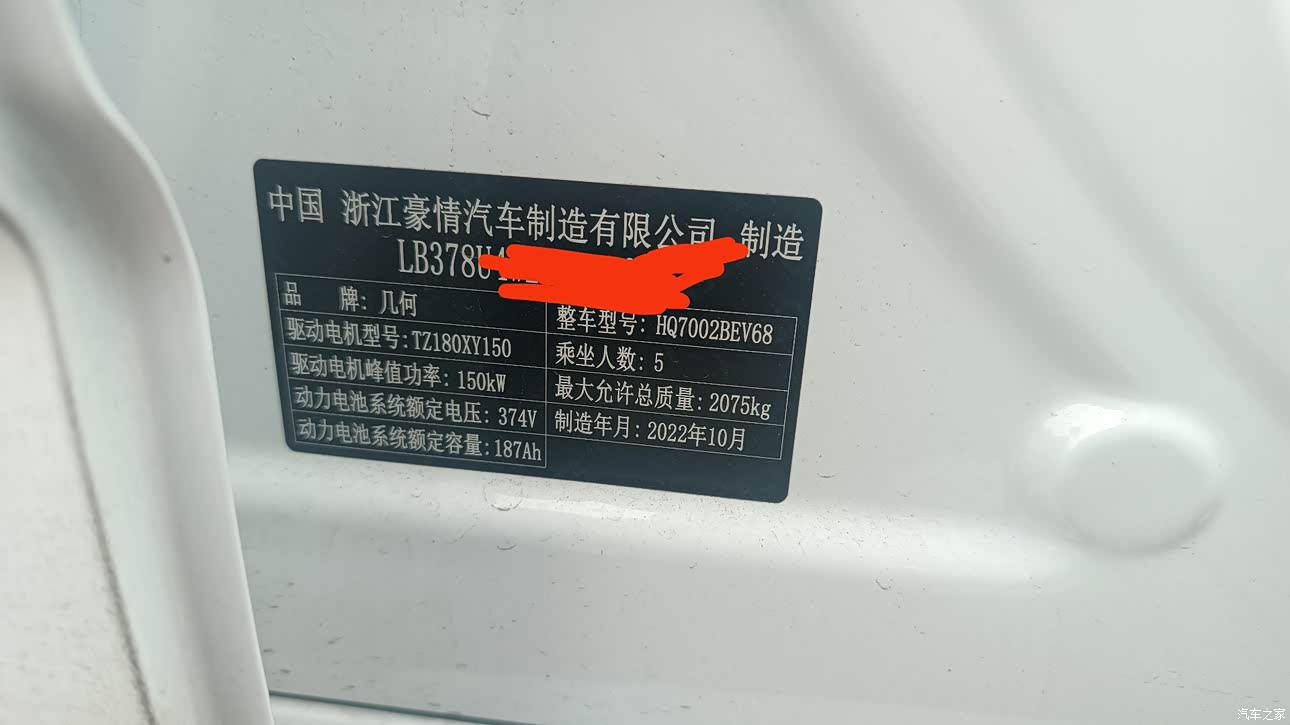 中国 浙江豪情汽车制造有限公司 制造
LB378U4
品 牌: 几何
整车型号: HQ7002BEV68
驱动电机型号: TZ180XY150
乘坐人数: 5
驱动电机峰值功率: 150kW
最大允许总质量: 2075kg
动力电池系统额定电压: 374V
制造年月: 2022年10月
动力电池系统额定容量: 187Ah
汽车之家